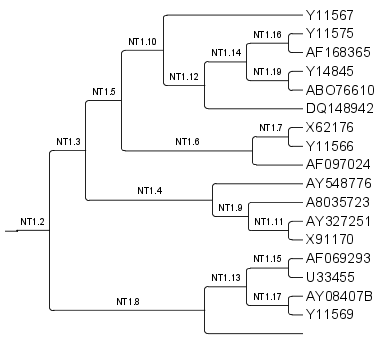 Y11567
NT1.16
Y11575
NT1.10
NT1.14
AF168365
NT1.12
NT1.19
Y14845
NT1.5
ABO76610
DQ148942
NT1.7
X62176
NT1.3
NT1.6
Y11566
AF097024
NT1.4
AY548776
NT1.9
A8035723
NT1.2
NT1.11
AY327251
X91170
NT1.15
AF069293
NT1.13
U33455
NT1.8
NT1.17
AY08407B
Y11569